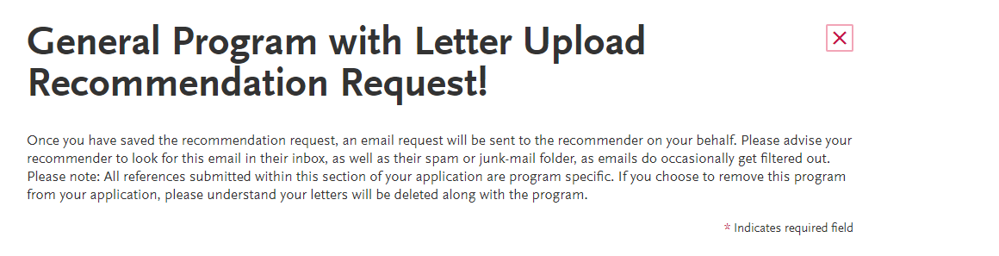 General Program with Letter Upload
Recommendation Request!
Once you have saved the recommendation request, an email request will be sent to the recommender on your behalf. Please advise your
recommender to look for this email in their inbox, as well as their spam or junk-mail folder, as emails do occasionally get filtered out.
Please note: All references submitted within this section of your application are program specific. If you choose to remove this program
from your application, please understand your letters will be deleted along with the program.
* Indicates required field